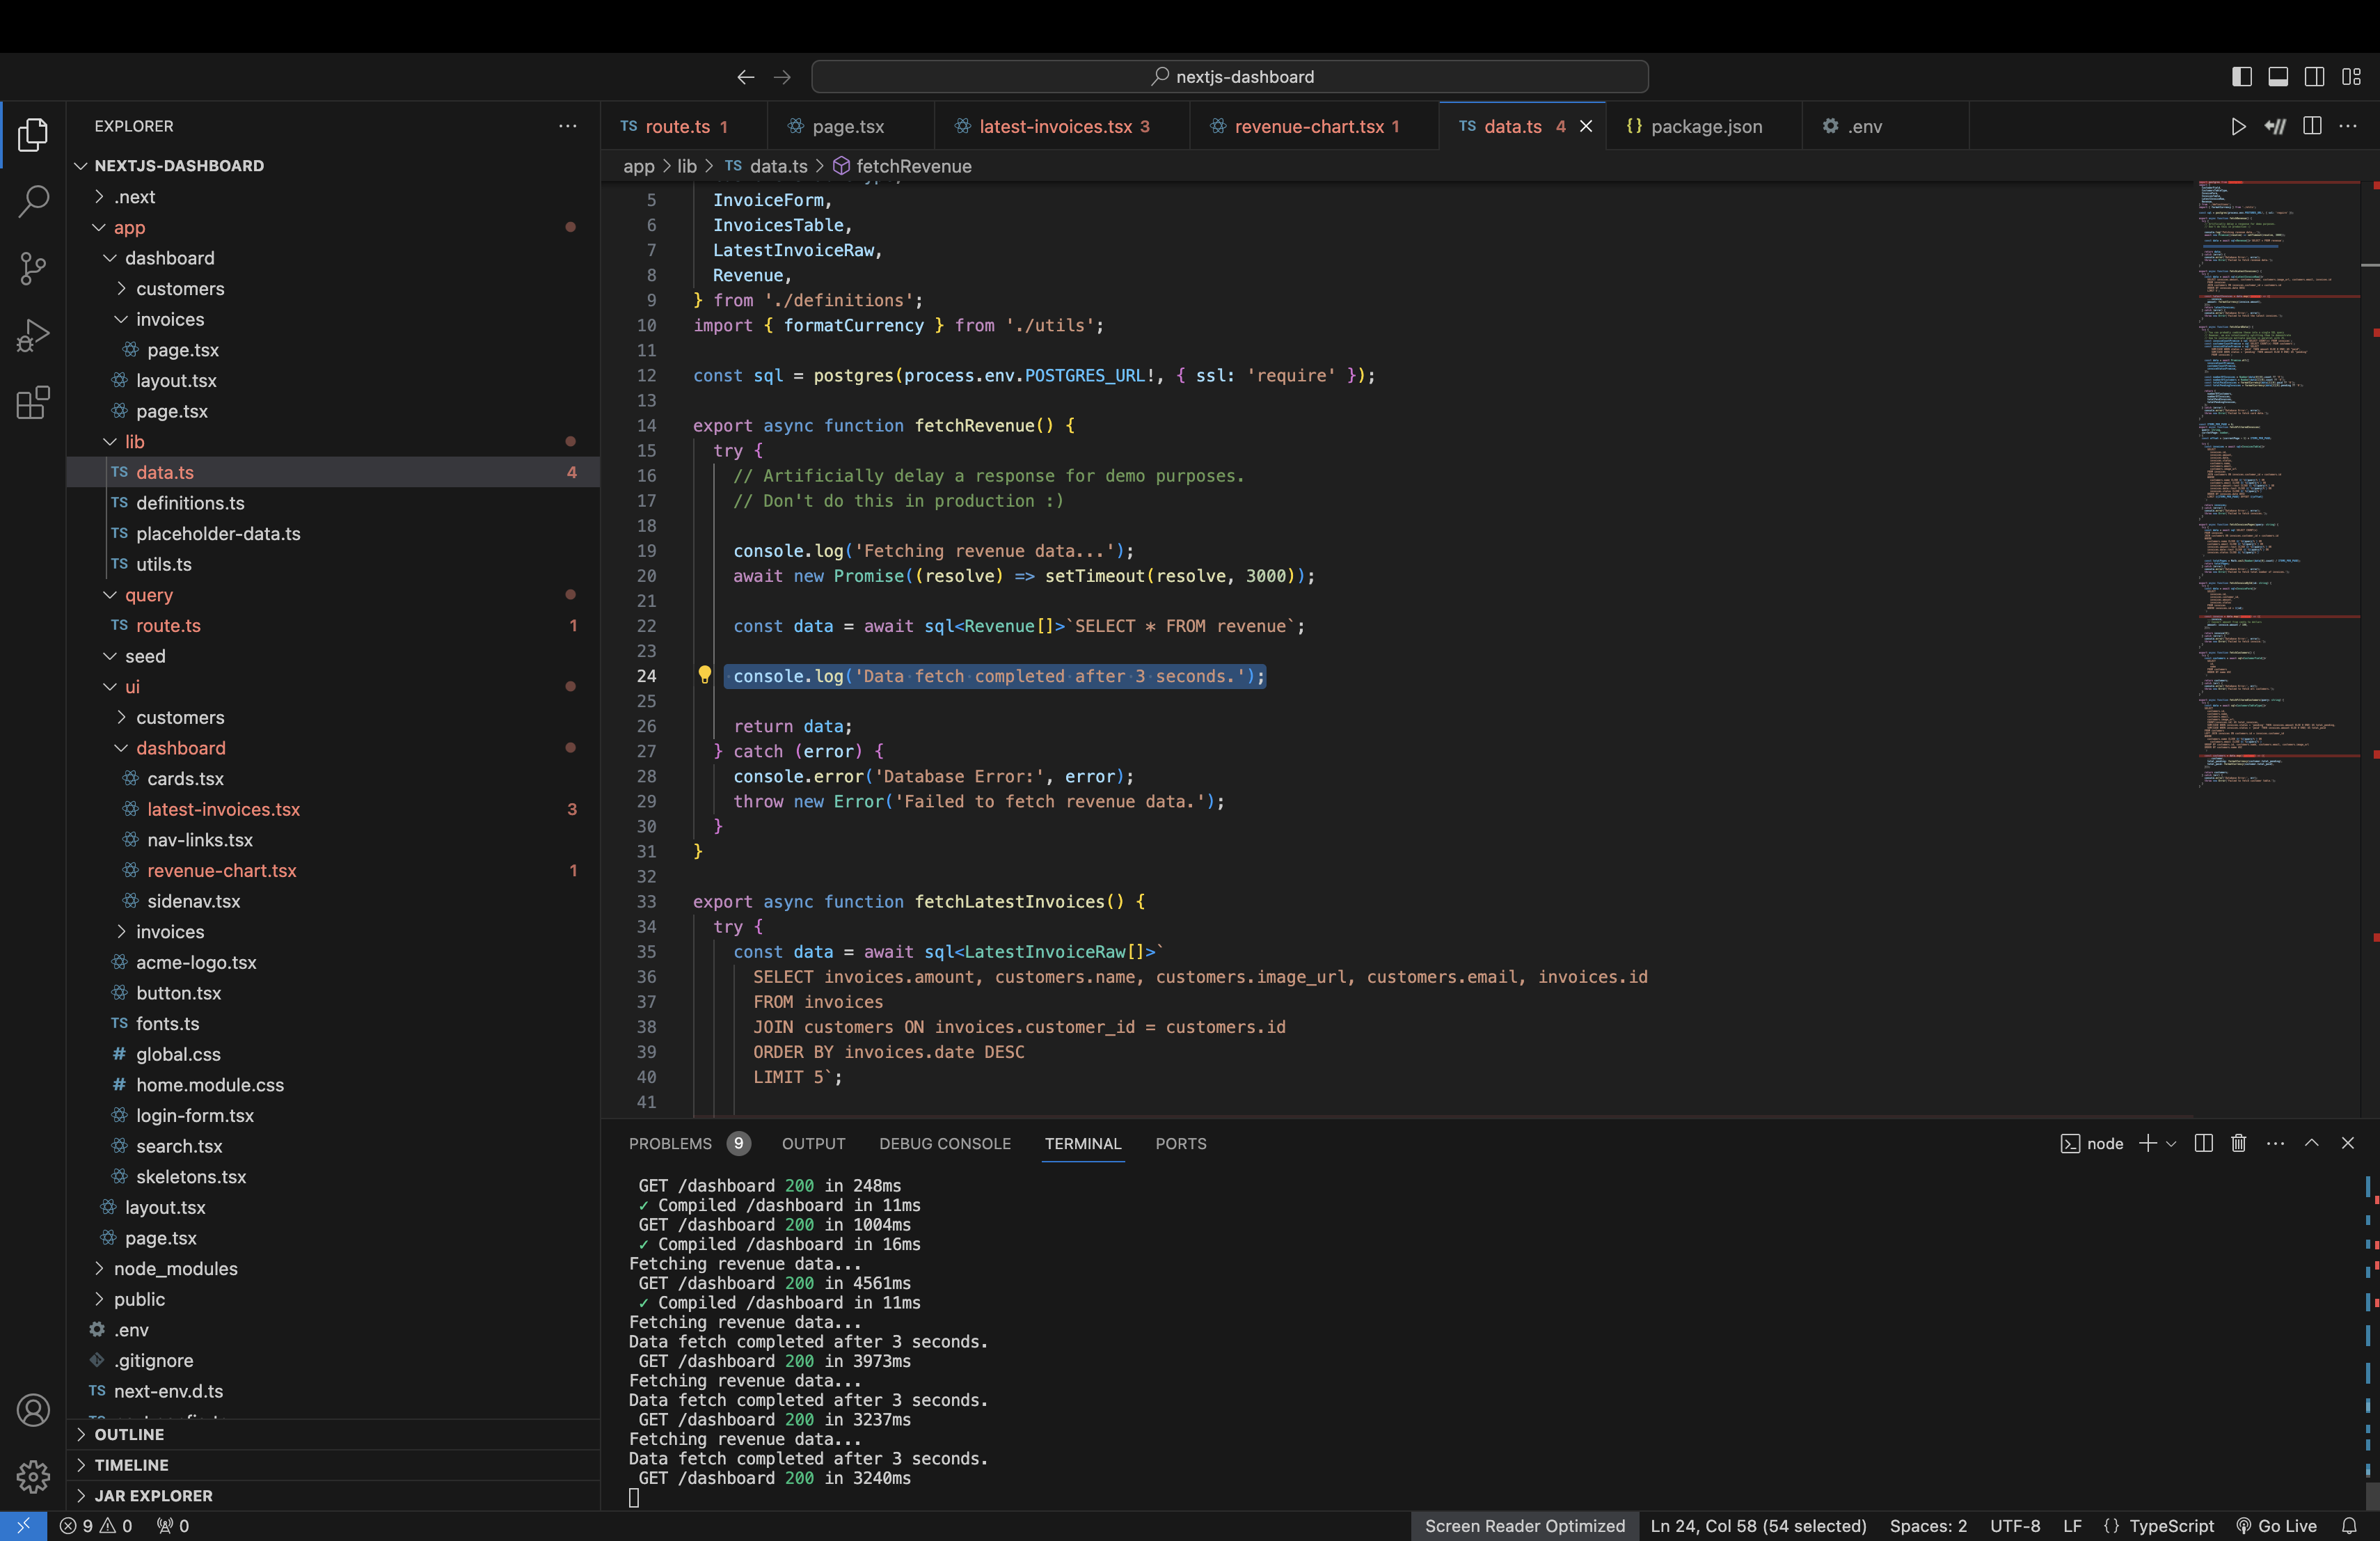 nextjs-dashboard
EXPLORER
NEXTJS-DASHBOARD
.next
app
dashboard
customers
invoices
page.tsx
layout.tsx
page.tsx
lib
TS data.ts 4
TS definitions.ts
TS placeholder-data.ts
TS utils.ts
query
TS route.ts 1
seed
ui
customers
dashboard
cards.tsx
latest-invoices.tsx 3
nav-links.tsx
revenue-chart.tsx 1
sidenav.tsx
invoices
acme-logo.tsx
button.tsx
TS fonts.ts
# global.css
# home.module.css
login-form.tsx
search.tsx
skeletons.tsx
layout.tsx
page.tsx
node_modules
public
.env
.gitignore
TS next-env.d.ts
OUTLINE
TIMELINE
JAR EXPLORER
TS route.ts 1 page.tsx latest-invoices.tsx 3 revenue-chart.tsx 1 TS data.ts 4 {} package.json .env
app > lib > TS data.ts > fetchRevenue
5 InvoiceForm,
6 InvoicesTable,
7 LatestInvoiceRaw,
8 Revenue,
9 } from './definitions';
10 import { formatCurrency } from './utils';
11
12 const sql = postgres(process.env.POSTGRES_URL!, { ssl: 'require' });
13
14 export async function fetchRevenue() {
15 try {
16 // Artificially delay a response for demo purposes.
17 // Don't do this in production :)
18
19 console.log('Fetching revenue data...');
20 await new Promise((resolve) => setTimeout(resolve, 3000));
21
22 const data = await sql<Revenue[]>`SELECT * FROM revenue`;
23
24 console.log('Data fetch completed after 3 seconds.');
25
26 return data;
27 } catch (error) {
28 console.error('Database Error:', error);
29 throw new Error('Failed to fetch revenue data.');
30 }
31 }
32
33 export async function fetchLatestInvoices() {
34 try {
35 const data = await sql<LatestInvoiceRaw[]>`
36 SELECT invoices.amount, customers.name, customers.image_url, customers.email, invoices.id
37 FROM invoices
38 JOIN customers ON invoices.customer_id = customers.id
39 ORDER BY invoices.date DESC
40 LIMIT 5`;
41
PROBLEMS 9 OUTPUT DEBUG CONSOLE TERMINAL PORTS node
GET /dashboard 200 in 248ms
✓ Compiled /dashboard in 11ms
GET /dashboard 200 in 1004ms
✓ Compiled /dashboard in 16ms
Fetching revenue data...
GET /dashboard 200 in 4561ms
✓ Compiled /dashboard in 11ms
Fetching revenue data...
Data fetch completed after 3 seconds.
GET /dashboard 200 in 3973ms
Fetching revenue data...
Data fetch completed after 3 seconds.
GET /dashboard 200 in 3237ms
Fetching revenue data...
Data fetch completed after 3 seconds.
GET /dashboard 200 in 3240ms
9 0 0 Screen Reader Optimized Ln 24, Col 58 (54 selected) Spaces: 2 UTF-8 LF {} TypeScript Go Live